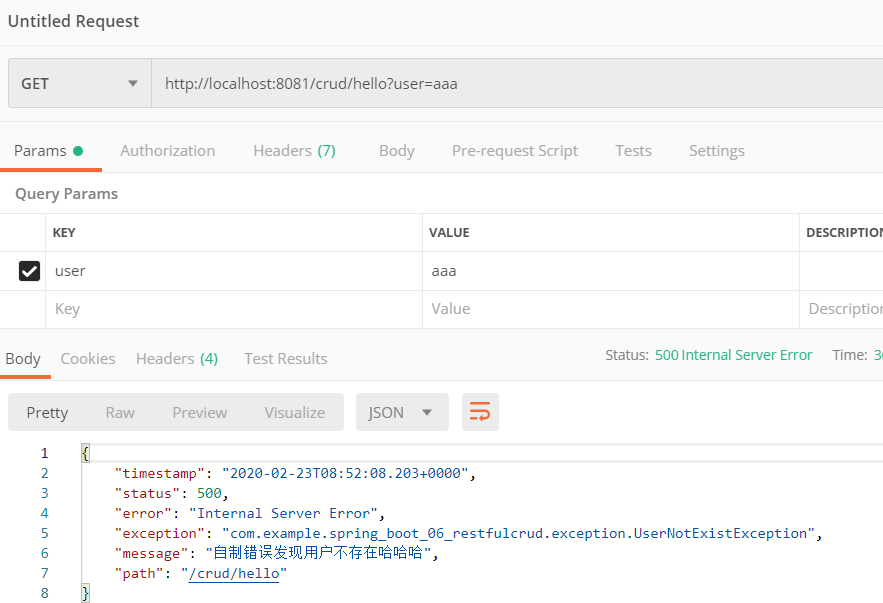 Untitled Request
GET http://localhost:8081/crud/hello?user=aaa
Params Authorization Headers (7) Body Pre-request Script Tests Settings
Query Params
KEY VALUE DESCRIPTION
user aaa
Key Value Description
Body Cookies Headers (4) Test Results Status: 500 Internal Server Error Time:
Pretty Raw Preview Visualize JSON
1 {
2 "timestamp": "2020-02-23T08:52:08.203+0000",
3 "status": 500,
4 "error": "Internal Server Error",
5 "exception": "com.example.spring_boot_06_restfulcrud.exception.UserNotExistException",
6 "message": "自制错误发现用户不存在哈哈哈",
7 "path": "/crud/hello"
8 }